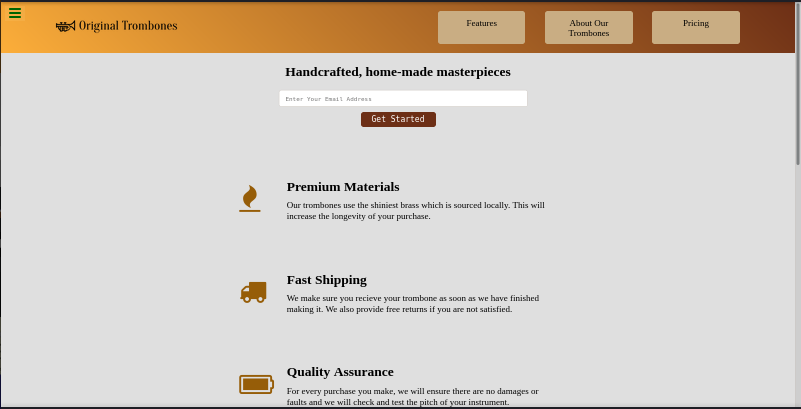 Original Trombones
Features
About Our
Trombones
Pricing
Handcrafted, home-made masterpieces
Enter Your Email Address
Get Started
Premium Materials
Our trombones use the shiniest brass which is sourced locally. This will
increase the longevity of your purchase.
Fast Shipping
We make sure you recieve your trombone as soon as we have finished
making it. We also provide free returns if you are not satisfied.
Quality Assurance
For every purchase you make, we will ensure there are no damages or
faults and we will check and test the pitch of your instrument.